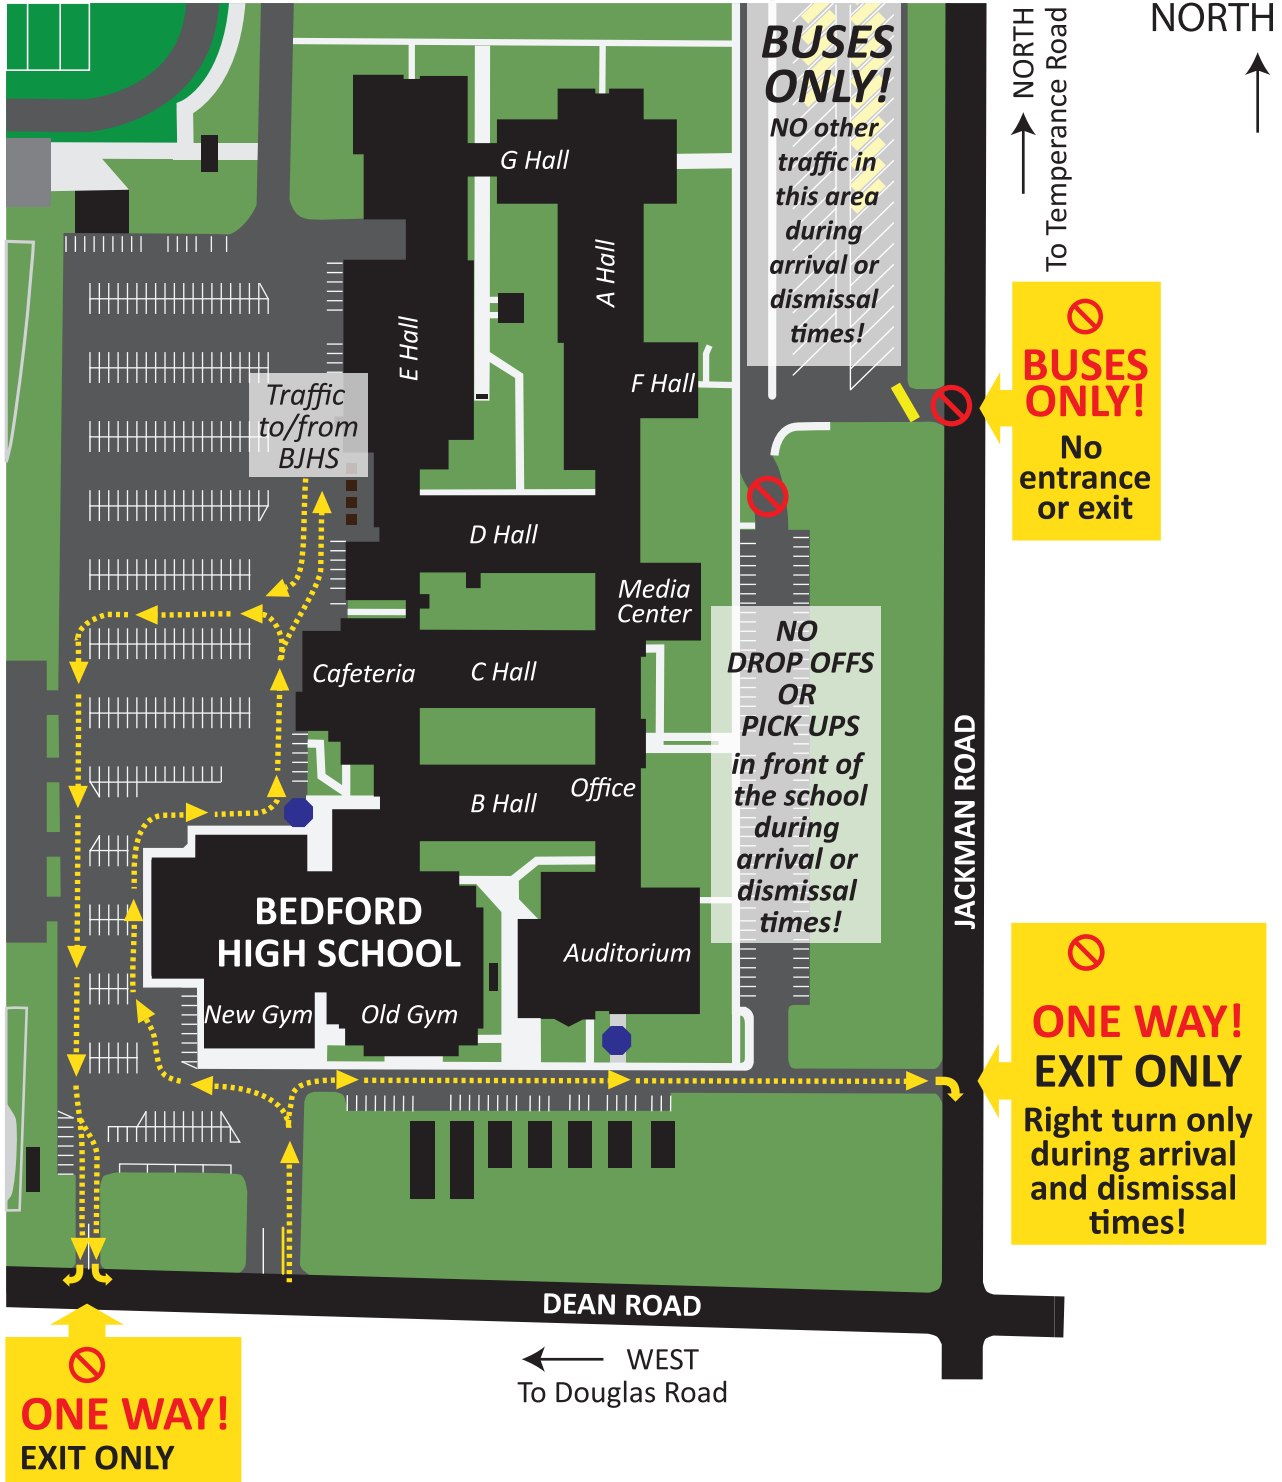 NORTH
NORTH
To Temperance Road
BUSES
ONLY!
NO other
traffic in
this area
during
arrival or
dismissal
times!
G Hall
A Hall
E Hall
F Hall
BUSES
ONLY!
No
entrance
or exit
Traffic
to/from
BJHS
D Hall
Media
Center
Cafeteria
C Hall
NO
DROP OFFS
OR
PICK UPS
in front of
the school
during
arrival or
dismissal
times!
Office
B Hall
JACKMAN ROAD
BEDFORD
HIGH SCHOOL
Auditorium
New Gym
Old Gym
ONE WAY!
EXIT ONLY
Right turn only
during arrival
and dismissal
times!
DEAN ROAD
WEST
To Douglas Road
ONE WAY!
EXIT ONLY